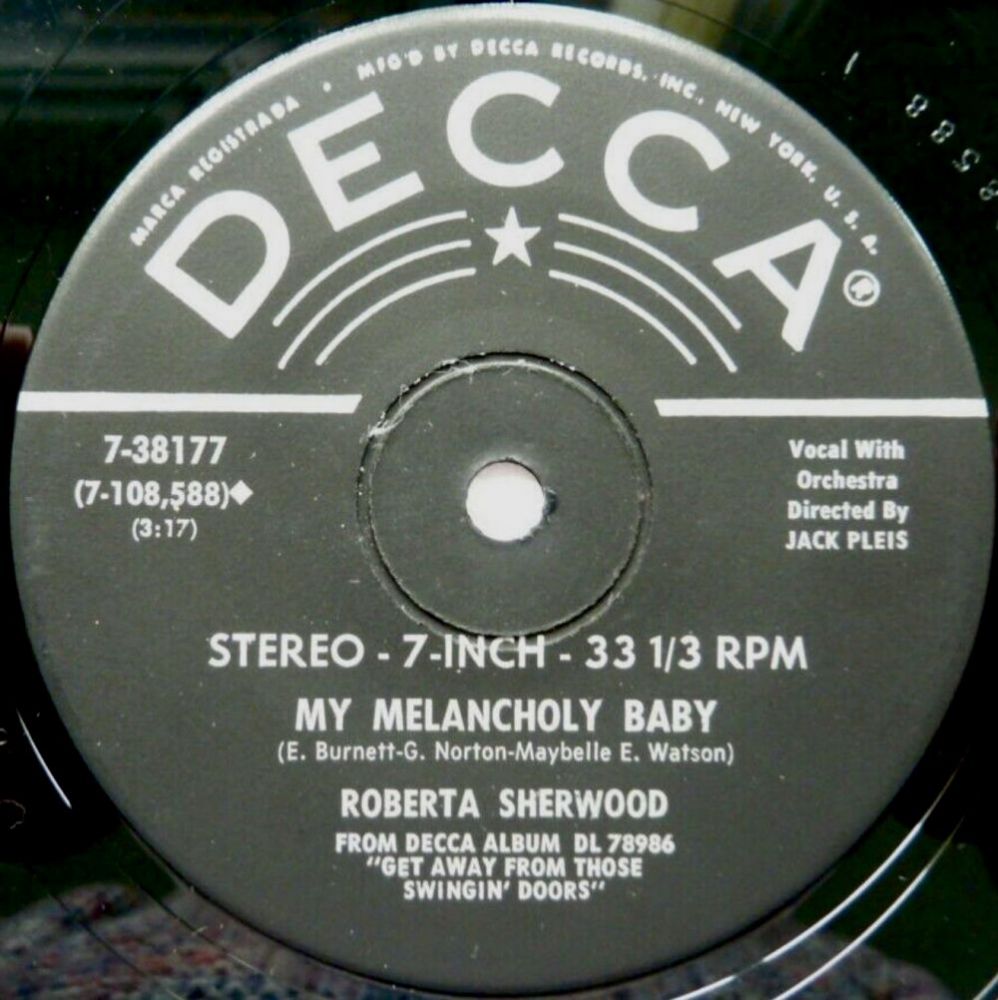 MARCA REGISTRADA • MFG'D BY DECCA RECORDS, INC., NEW YORK, U. S. A.
DECCA®
8588
7-38177
(7-108,588)◆
(3:17)
Vocal With
Orchestra
Directed By
JACK PLEIS
STEREO - 7-INCH - 33 1/3 RPM
MY MELANCHOLY BABY
(E. Burnett-G. Norton-Maybelle E. Watson)
ROBERTA SHERWOOD
FROM DECCA ALBUM DL 78986
"GET AWAY FROM THOSE
SWINGIN' DOORS"